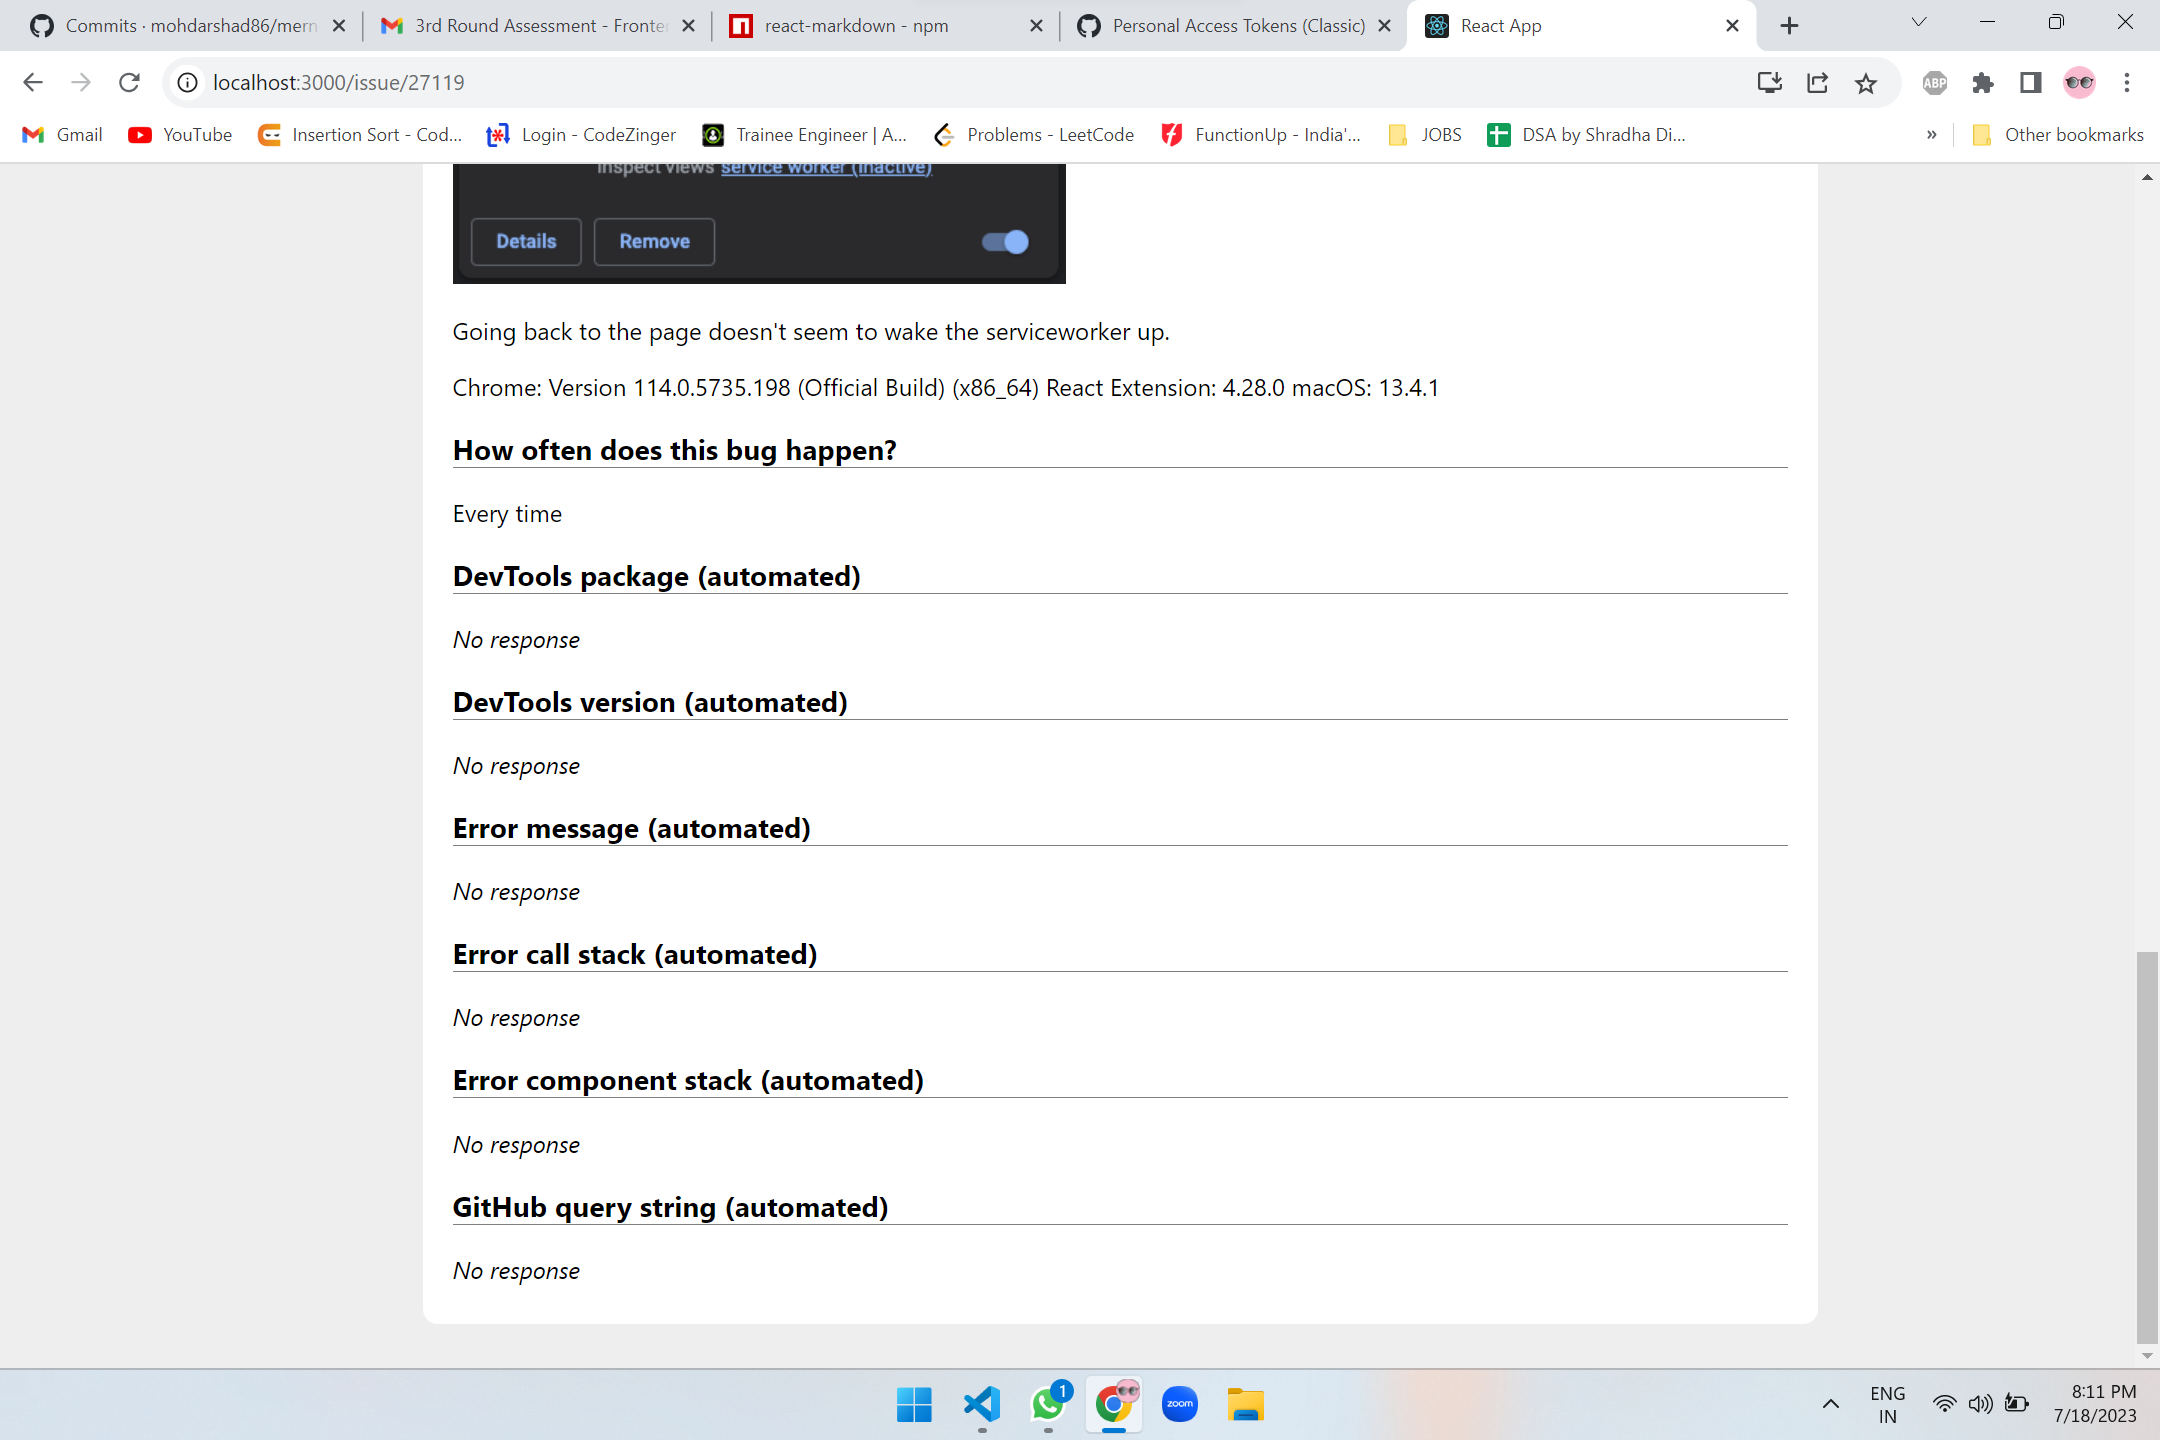 Commits · mohdarshad86/mern
3rd Round Assessment - Fronte
react-markdown - npm
Personal Access Tokens (Classic)
React App
localhost:3000/issue/27119
ABP
Gmail
YouTube
Insertion Sort - Cod...
Login - CodeZinger
Trainee Engineer | A...
Problems - LeetCode
FunctionUp - India'...
JOBS
DSA by Shradha Di...
»
Other bookmarks
Inspect views service worker (Inactive)
Details
Remove
Going back to the page doesn't seem to wake the serviceworker up.
Chrome: Version 114.0.5735.198 (Official Build) (x86_64) React Extension: 4.28.0 macOS: 13.4.1
How often does this bug happen?
Every time
DevTools package (automated)
No response
DevTools version (automated)
No response
Error message (automated)
No response
Error call stack (automated)
No response
Error component stack (automated)
No response
GitHub query string (automated)
No response
1
zoom
ENG
IN
8:11 PM
7/18/2023